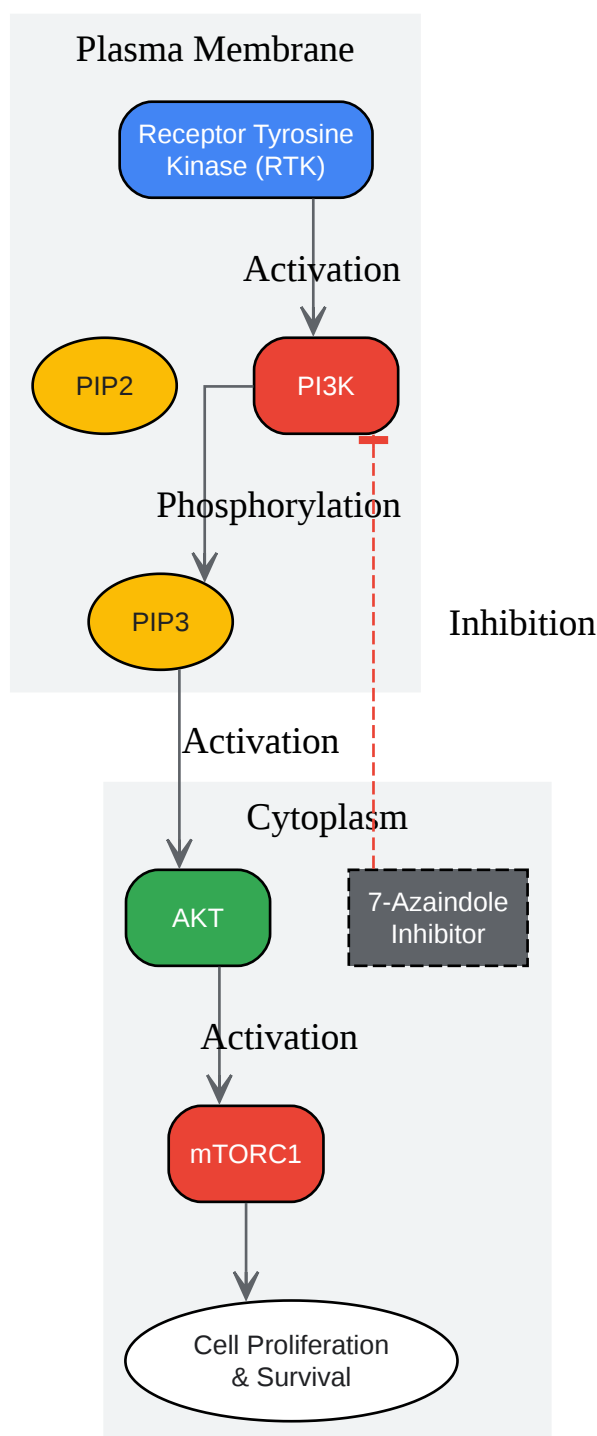 Plasma Membrane
Receptor Tyrosine
Kinase (RTK)
Activation
PIP2
PI3K
Phosphorylation
PIP3
Inhibition
Activation
Cytoplasm
AKT
7-Azaindole
Inhibitor
Activation
mTORC1
Cell Proliferation
& Survival